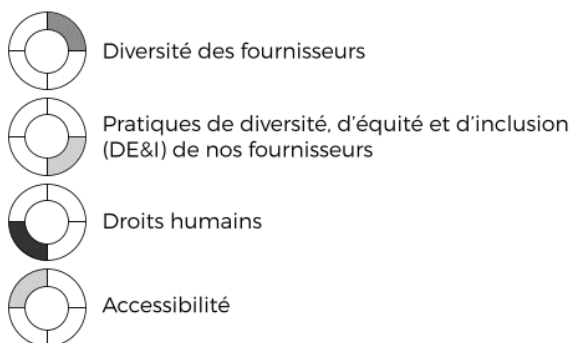 Diversité des fournisseurs
Pratiques de diversité, d'équité et d'inclusion
(DE&I) de nos fournisseurs
Droits humains
Accessibilité